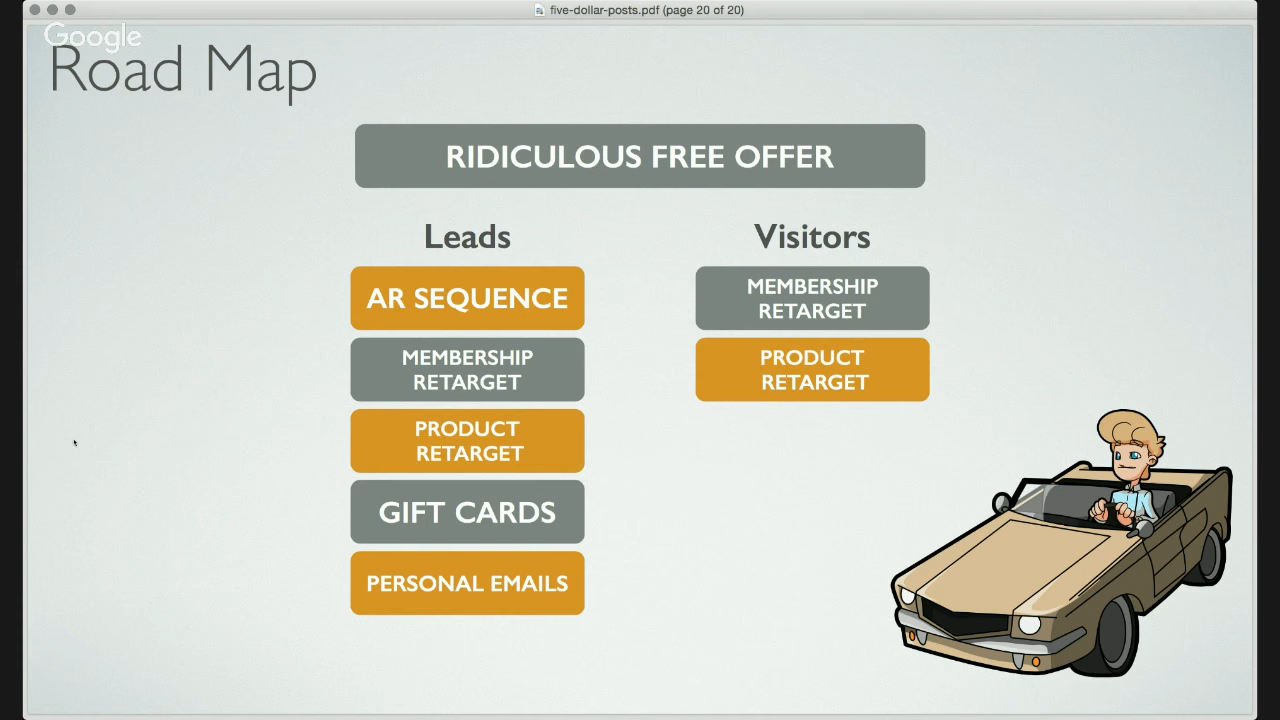 five-dollar-posts.pdf (page 20 of 20)
Google
Road Map
RIDICULOUS FREE OFFER
Leads
AR SEQUENCE
MEMBERSHIP
RETARGET
PRODUCT
RETARGET
GIFT CARDS
PERSONAL EMAILS
Visitors
MEMBERSHIP
RETARGET
PRODUCT
RETARGET